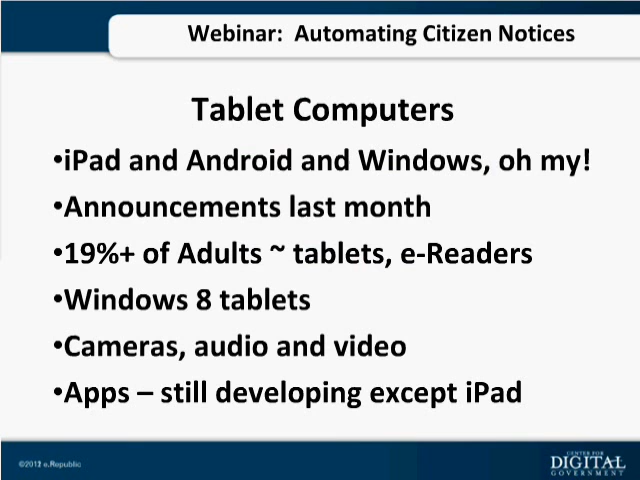 Webinar:  Automating Citizen Notices
Tablet Computers
•iPad and Android and Windows, oh my!
•Announcements last month
•19%+ of Adults ~ tablets, e-Readers
•Windows 8 tablets
•Cameras, audio and video
•Apps – still developing except iPad
©2012 e.Republic
CENTER FOR
DIGITAL
GOVERNMENT